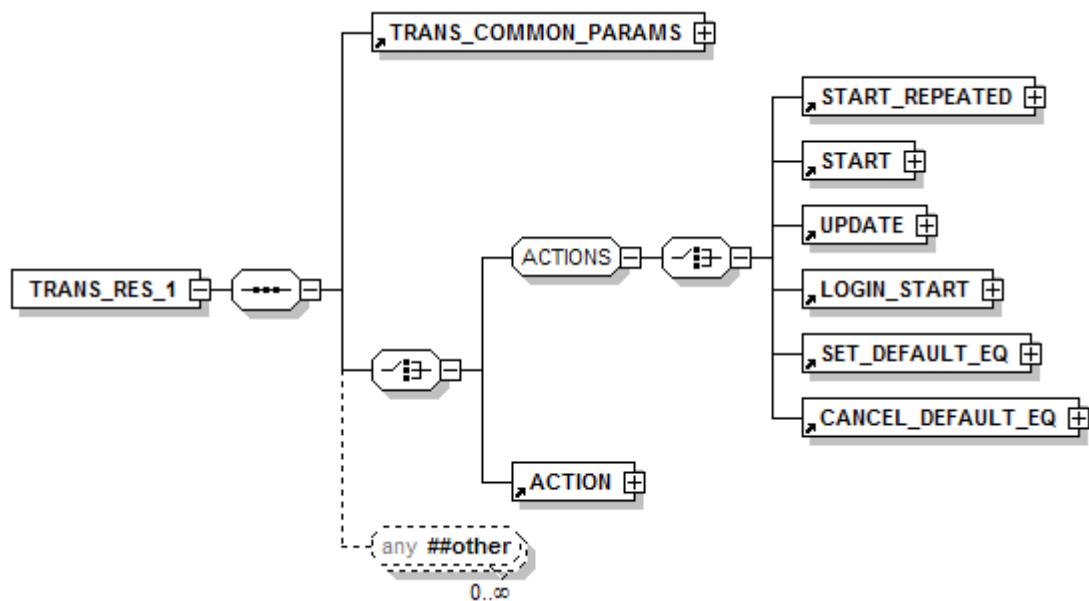 TRANS_COMMON_PARAMS
START_REPEATED
START
UPDATE
ACTIONS
TRANS_RES_1
LOGIN_START
SET_DEFAULT_EQ
CANCEL_DEFAULT_EQ
ACTION
any ##other
0..∞